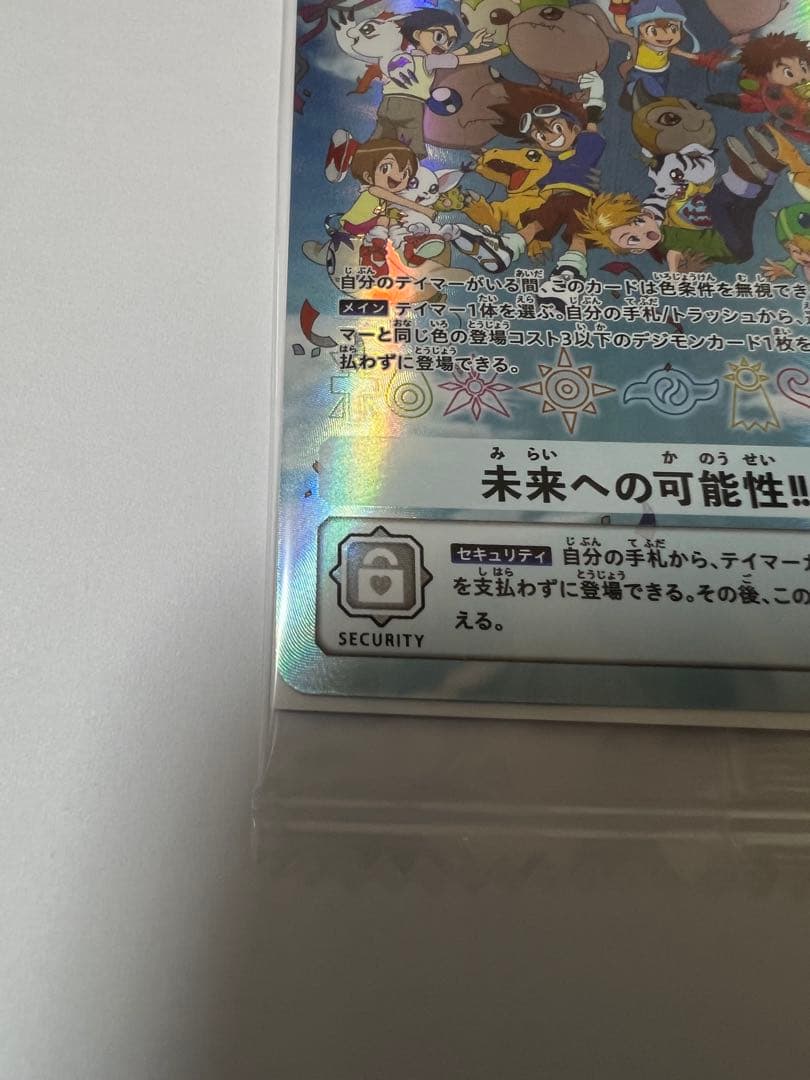 自分のテイマーがいる間、このカードは色条件を無視でき
メイン テイマー1体を選ぶ。自分の手札/トラッシュから、
マーと同じ色の登場コスト3以下のデジモンカード1枚を
払わずに登場できる。
未来への可能性!!
セキュリティ 自分の手札から、テイマー
を支払わずに登場できる。その後、この
える。
SECURITY